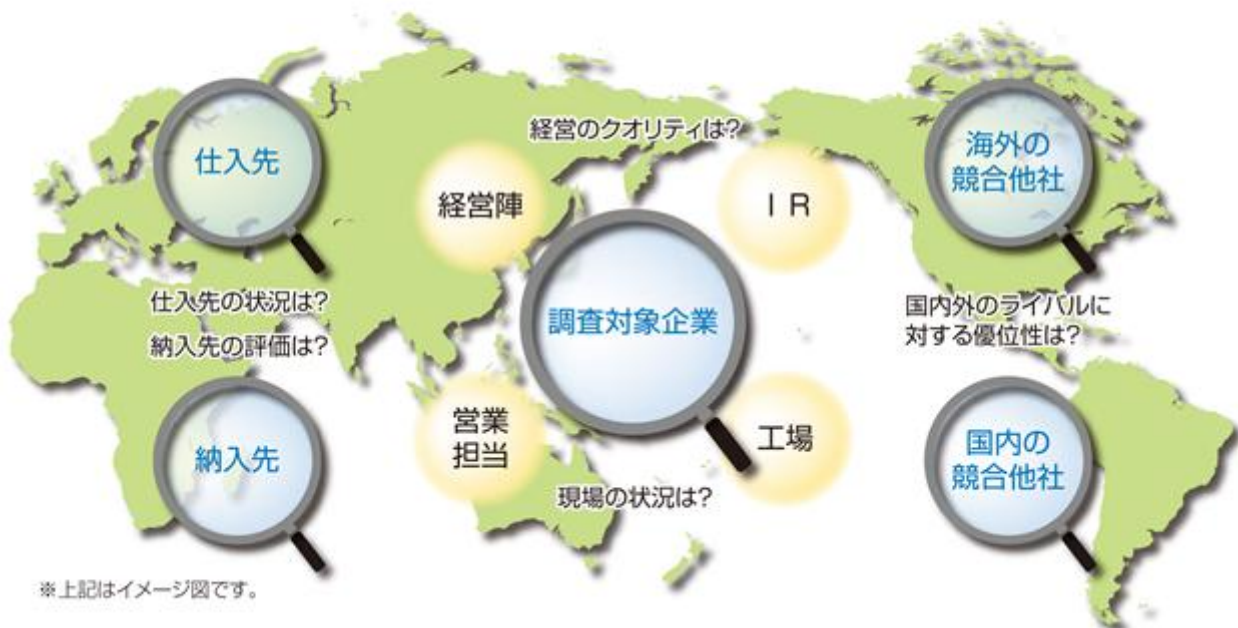 経営のクオリティは?
仕入先
経営陣
I R
海外の
競合他社
仕入先の状況は?
納入先の評価は?
調査対象企業
国内外のライバルに
対する優位性は?
納入先
営業
担当
工場
国内の
競合他社
現場の状況は?
※上記はイメージ図です。